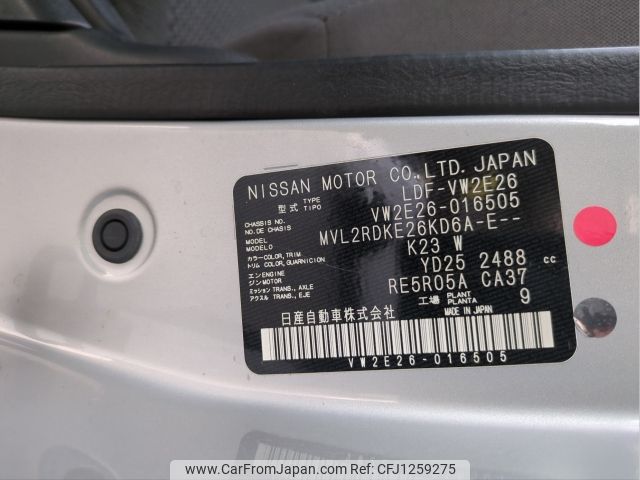 NISSAN MOTOR CO.,LTD. JAPAN
型式 TYPE TIPO LDF-VW2E26
CHASSIS NO. NO.DE CHASIS VW2E26-016505
MODEL MODELO MVL2RDKE26KD6A-E--
カラー COLOR, TRIM トリム COLOR, GUARNICION K23 W
エンジン ENGINE MOTOR YD25 2488 cc
ミッション TRANS., AXLE アクスル TRANS., EJE RE5R05A CA37
工場 PLANT PLANTA 9
日産自動車株式会社 MADE IN JAPAN
VW2E26-016505
www.CarFromJapan.com | Car ID: CFJ1259275